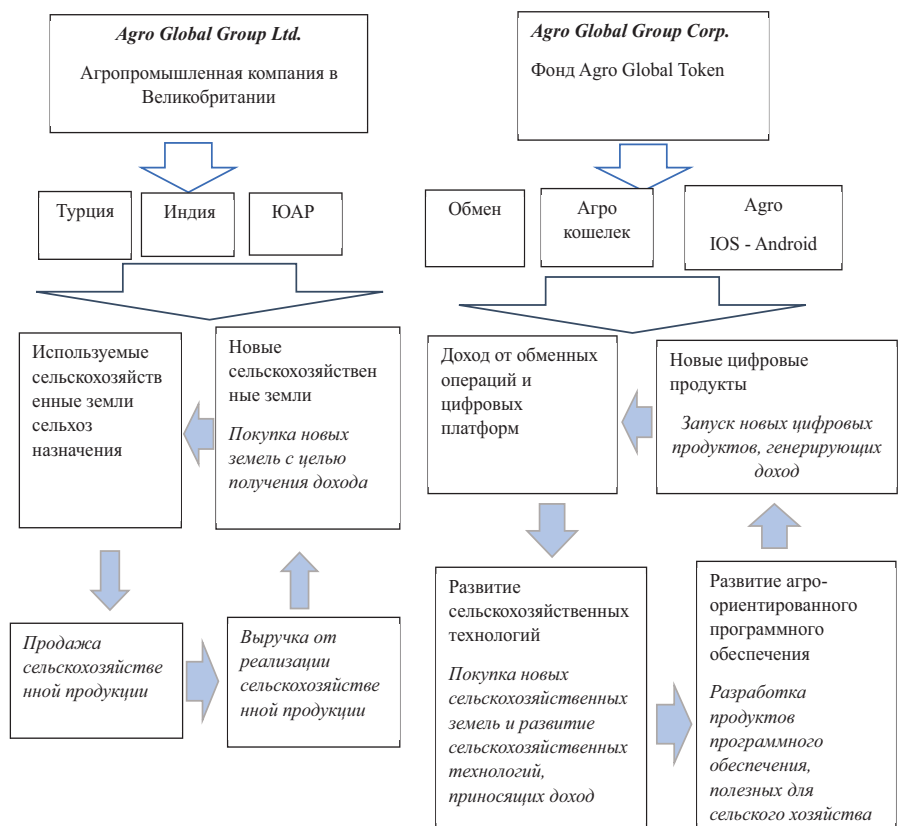 Agro Global Group Ltd.
Агропромышленная компания в
Великобритании
Agro Global Group Corp.
Фонд Agro Global Token
Турция
Индия
ЮАР
Обмен
Агро
кошелек
Agro
IOS - Android
Используемые
сельскохозяйств
енные земли
сельхоз
назначения
Новые
сельскохозяйствен
ные земли
Покупка новых
земель с целью
получения дохода
Доход от обменных
операций и
цифровых
платформ
Новые цифровые
продукты
Запуск новых цифровых
продуктов, генерирующих
доход
Продажа
сельскохозяйстве
нной продукции
Выручка от
реализации
сельскохозяйстве
нной продукции
Развитие
сельскохозяйственных
технологий
Покупка новых
сельскохозяйственных
земель и развитие
сельскохозяйственных
технологий,
приносящих доход
Развитие агро-
ориентированного
программного
обеспечения
Разработка
продуктов
программного
обеспечения,
полезных для
сельского хозяйства